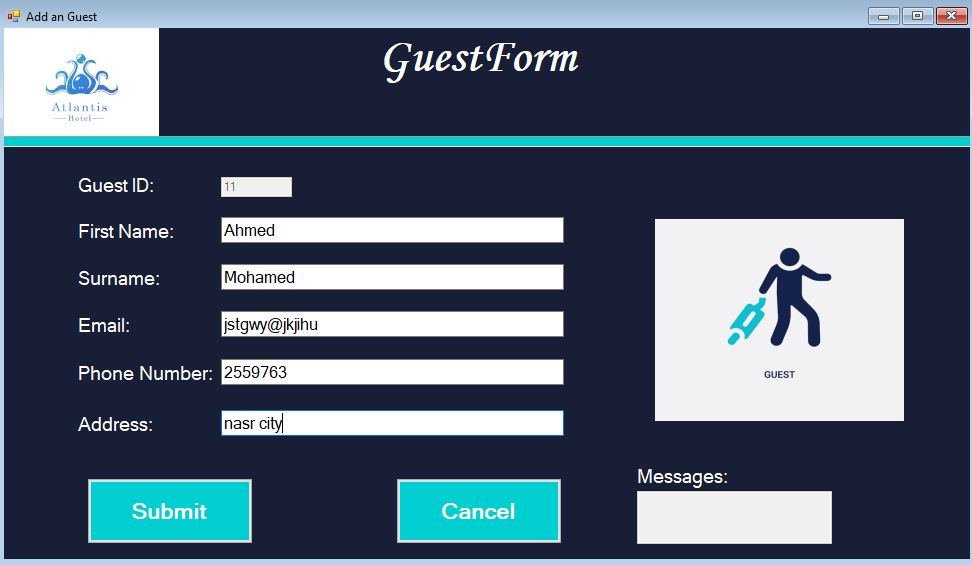 Add an Guest
Atlantis
Hotel
GuestForm
Guest ID: 11
First Name: Ahmed
Surname: Mohamed
Email: jstgwy@jkjihu
Phone Number: 2559763
Address: nasr city
GUEST
Messages:
Submit Cancel